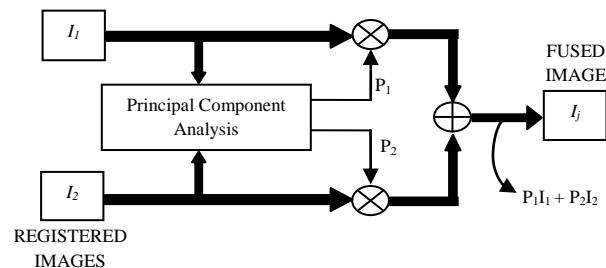 I₁
FUSED
IMAGE
P₁
Principal Component
Analysis
Iⱼ
P₂
I₂
P₁I₁ + P₂I₂
REGISTERED
IMAGES